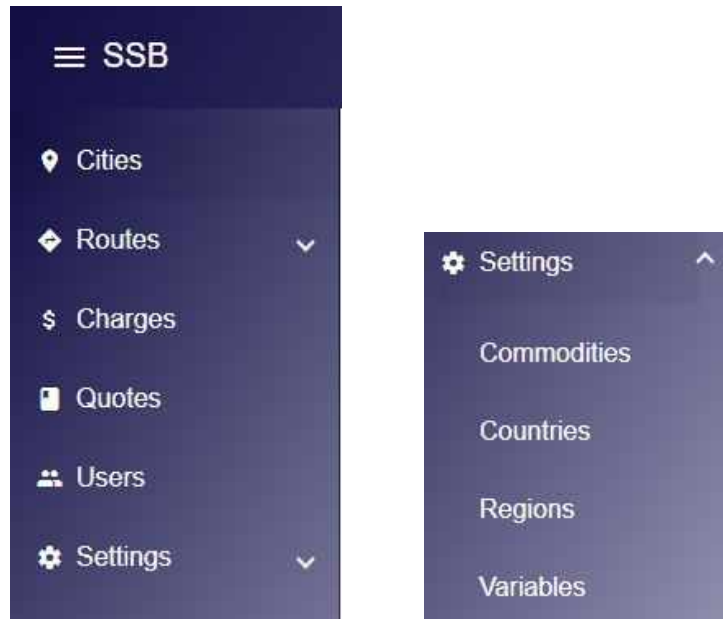 SSB
Cities
Routes
$ Charges
Quotes
Users
Settings
Settings
Commodities
Countries
Regions
Variables